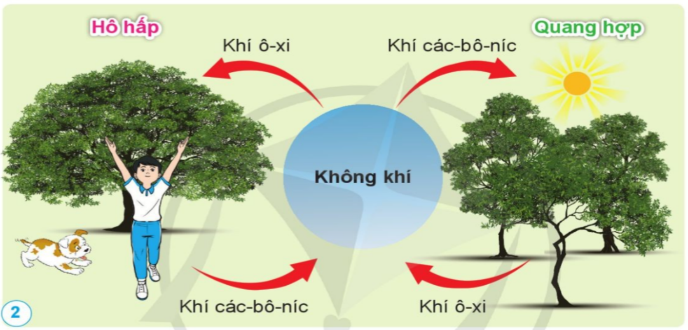 Hô hấp
Quang hợp
Khí ô-xi
Khí các-bô-níc
Không khí
Khí các-bô-níc
Khí ô-xi
2